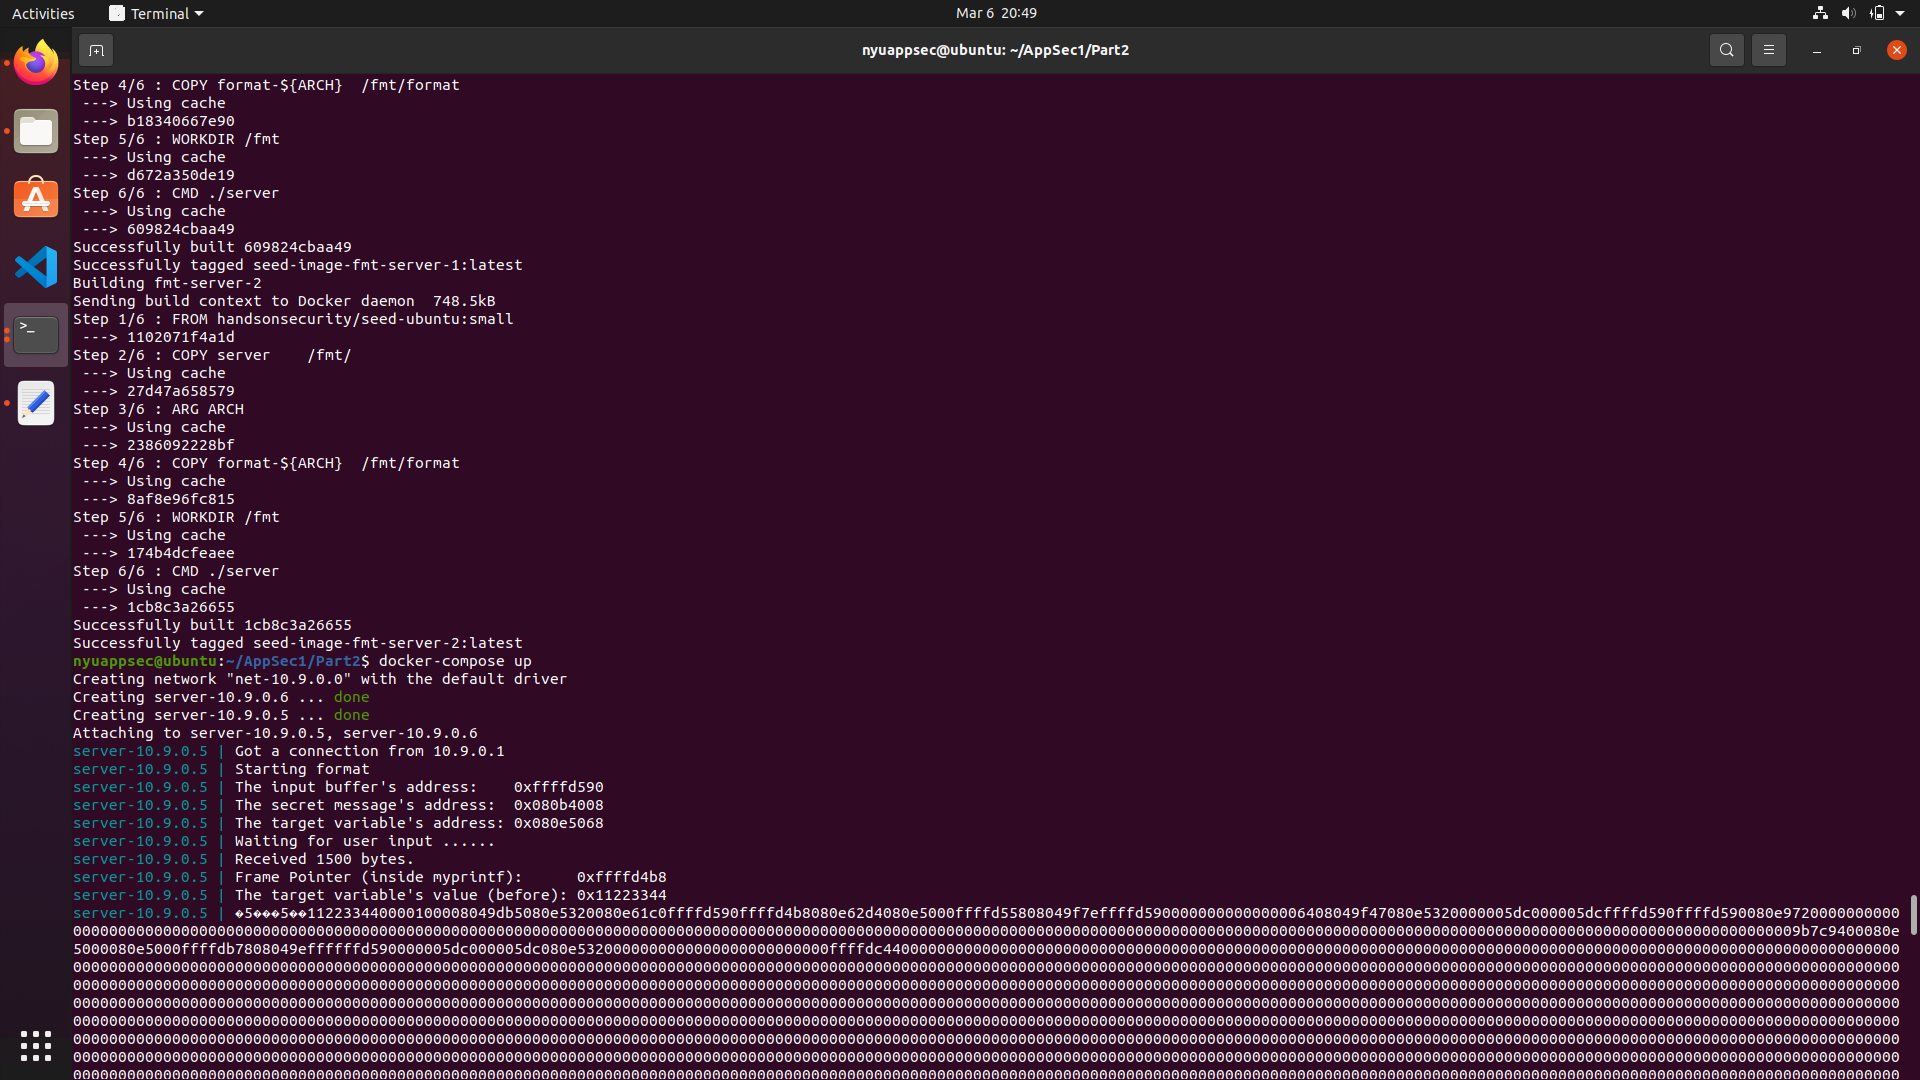 Activities
Terminal
Mar 6 20:49
nyuappsec@ubuntu: ~/AppSec1/Part2
Step 4/6 : COPY format-${ARCH}  /fmt/format
 ---> Using cache
 ---> b18340667e90
Step 5/6 : WORKDIR /fmt
 ---> Using cache
 ---> d672a350de19
Step 6/6 : CMD ./server
 ---> Using cache
 ---> 609824cbaa49
Successfully built 609824cbaa49
Successfully tagged seed-image-fmt-server-1:latest
Building fmt-server-2
Sending build context to Docker daemon  748.5kB
Step 1/6 : FROM handsonsecurity/seed-ubuntu:small
 ---> 1102071f4a1d
Step 2/6 : COPY server    /fmt/
 ---> Using cache
 ---> 27d47a658579
Step 3/6 : ARG ARCH
 ---> Using cache
 ---> 2386092228bf
Step 4/6 : COPY format-${ARCH}  /fmt/format
 ---> Using cache
 ---> 8af8e96fc815
Step 5/6 : WORKDIR /fmt
 ---> Using cache
 ---> 174b4dcfeaee
Step 6/6 : CMD ./server
 ---> Using cache
 ---> 1cb8c3a26655
Successfully built 1cb8c3a26655
Successfully tagged seed-image-fmt-server-2:latest
nyuappsec@ubuntu:~/AppSec1/Part2$ docker-compose up
Creating network "net-10.9.0.0" with the default driver
Creating server-10.9.0.6 ... done
Creating server-10.9.0.5 ... done
Attaching to server-10.9.0.5, server-10.9.0.6
server-10.9.0.5 | Got a connection from 10.9.0.1
server-10.9.0.5 | Starting format
server-10.9.0.5 | The input buffer's address:    0xffffd590
server-10.9.0.5 | The secret message's address:  0x080b4008
server-10.9.0.5 | The target variable's address: 0x080e5068
server-10.9.0.5 | Waiting for user input ......
server-10.9.0.5 | Received 1500 bytes.
server-10.9.0.5 | Frame Pointer (inside myprintf):      0xffffd4b8
server-10.9.0.5 | The target variable's value (before): 0x11223344
server-10.9.0.5 |